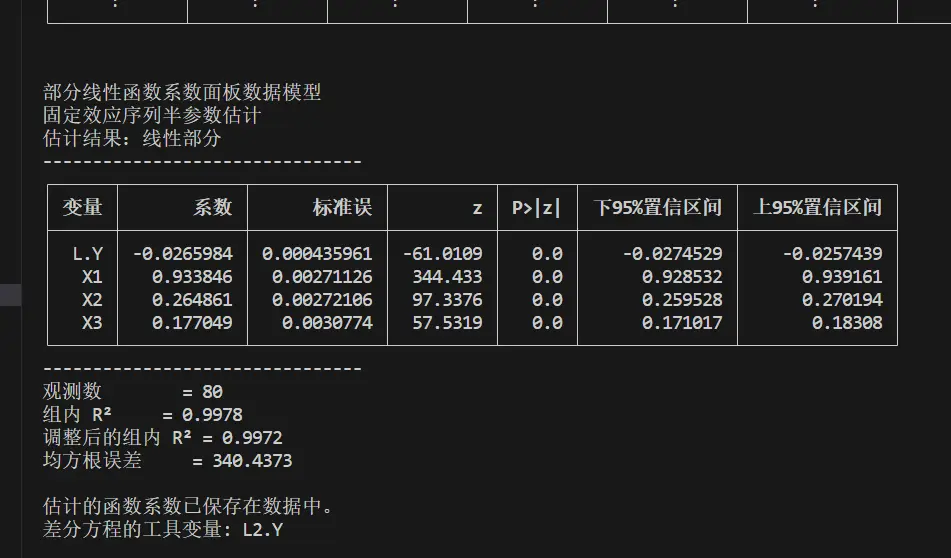 部分线性函数系数面板数据模型
固定效应序列半参数估计
估计结果：线性部分
--------------------------------
变量 系数 标准误 z P>|z| 下95%置信区间 上95%置信区间
L.Y -0.0265984 0.000435961 -61.0109 0.0 -0.0274529 -0.0257439
X1 0.933846 0.00271126 344.433 0.0 0.928532 0.939161
X2 0.264861 0.00272106 97.3376 0.0 0.259528 0.270194
X3 0.177049 0.0030774 57.5319 0.0 0.171017 0.18308
--------------------------------
观测数 = 80
组内 R² = 0.9978
调整后的组内 R² = 0.9972
均方根误差 = 340.4373
估计的函数系数已保存在数据中。
差分方程的工具变量: L2.Y